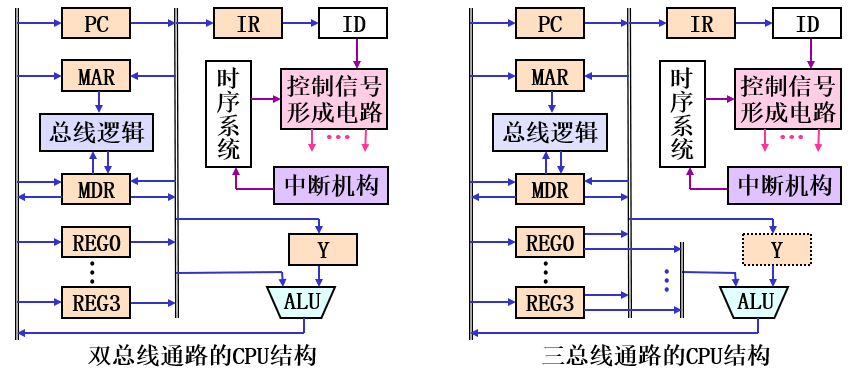 PC
IR
ID
MAR
时序系统
控制信号
形成电路
总线逻辑
MDR
中断机构
REG0
Y
REG3
ALU
双总线通路的CPU结构
PC
IR
ID
MAR
时序系统
控制信号
形成电路
总线逻辑
MDR
中断机构
REG0
Y
REG3
ALU
三总线通路的CPU结构